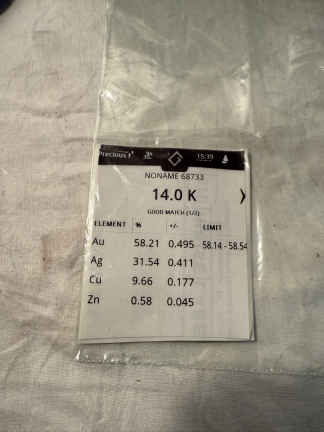 Precious
15:39
NONAME 68733
14.0 K
GOOD MATCH (1/2)
ELEMENT % +/- LIMIT
Au 58.21 0.495 58.14 - 58.54
Ag 31.54 0.411
Cu 9.66 0.177
Zn 0.58 0.045